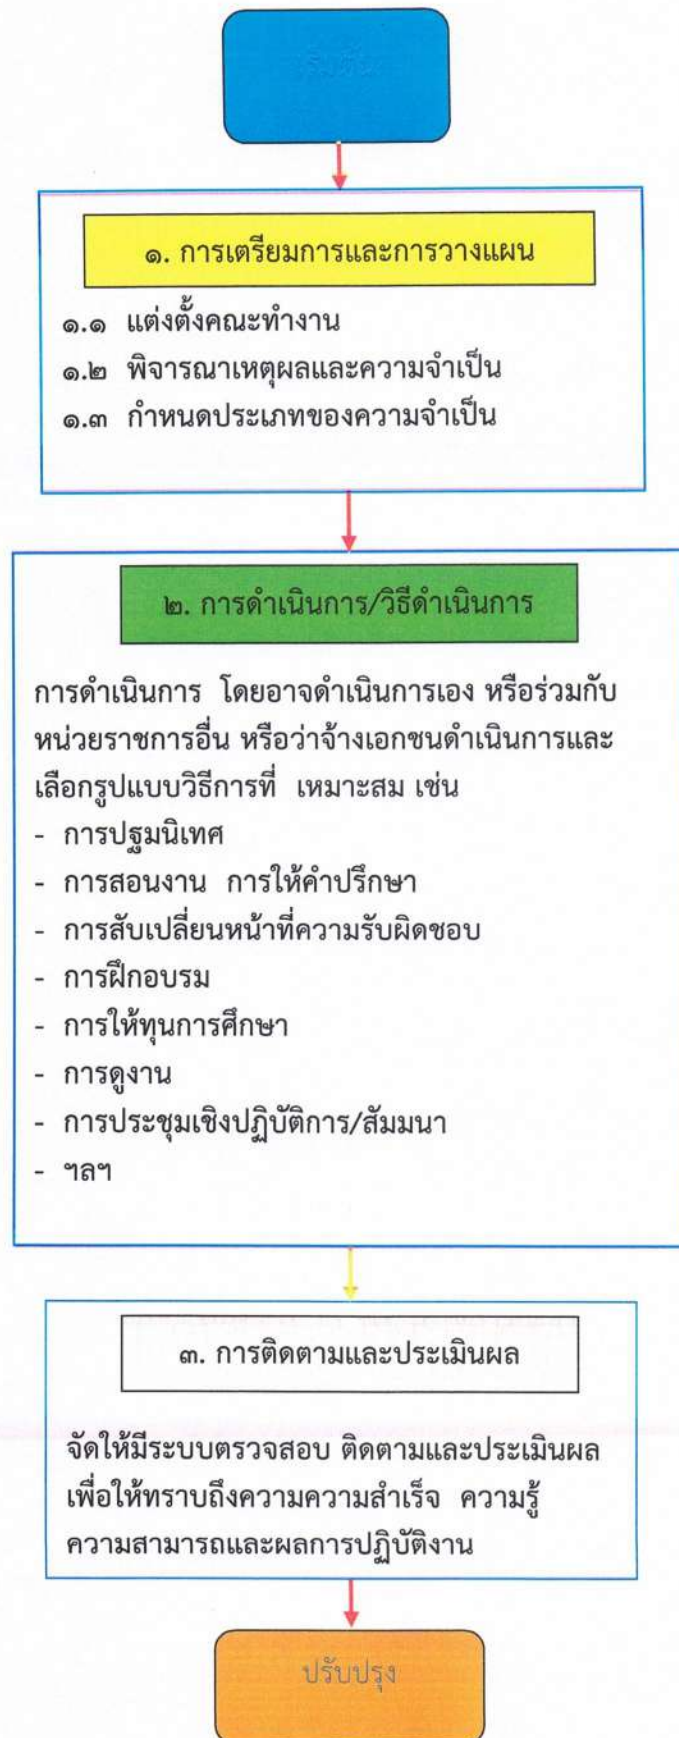 เริ่มต้น
๑. การเตรียมการและการวางแผน
๑.๑ แต่งตั้งคณะทำงาน
๑.๒ พิจารณาเหตุผลและความจำเป็น
๑.๓ กำหนดประเภทของความจำเป็น
๒. การดำเนินการ/วิธีดำเนินการ
การดำเนินการ โดยอาจดำเนินการเอง หรือร่วมกับ
หน่วยราชการอื่น หรือว่าจ้างเอกชนดำเนินการและ
เลือกรูปแบบวิธีการที่ เหมาะสม เช่น
- การปฐมนิเทศ
- การสอนงาน การให้คำปรึกษา
- การสับเปลี่ยนหน้าที่ความรับผิดชอบ
- การฝึกอบรม
- การให้ทุนการศึกษา
- การดูงาน
- การประชุมเชิงปฏิบัติการ/สัมมนา
- ฯลฯ
๓. การติดตามและประเมินผล
จัดให้มีระบบตรวจสอบ ติดตามและประเมินผล
เพื่อให้ทราบถึงความความสำเร็จ ความรู้
ความสามารถและผลการปฏิบัติงาน
ปรับปรุง